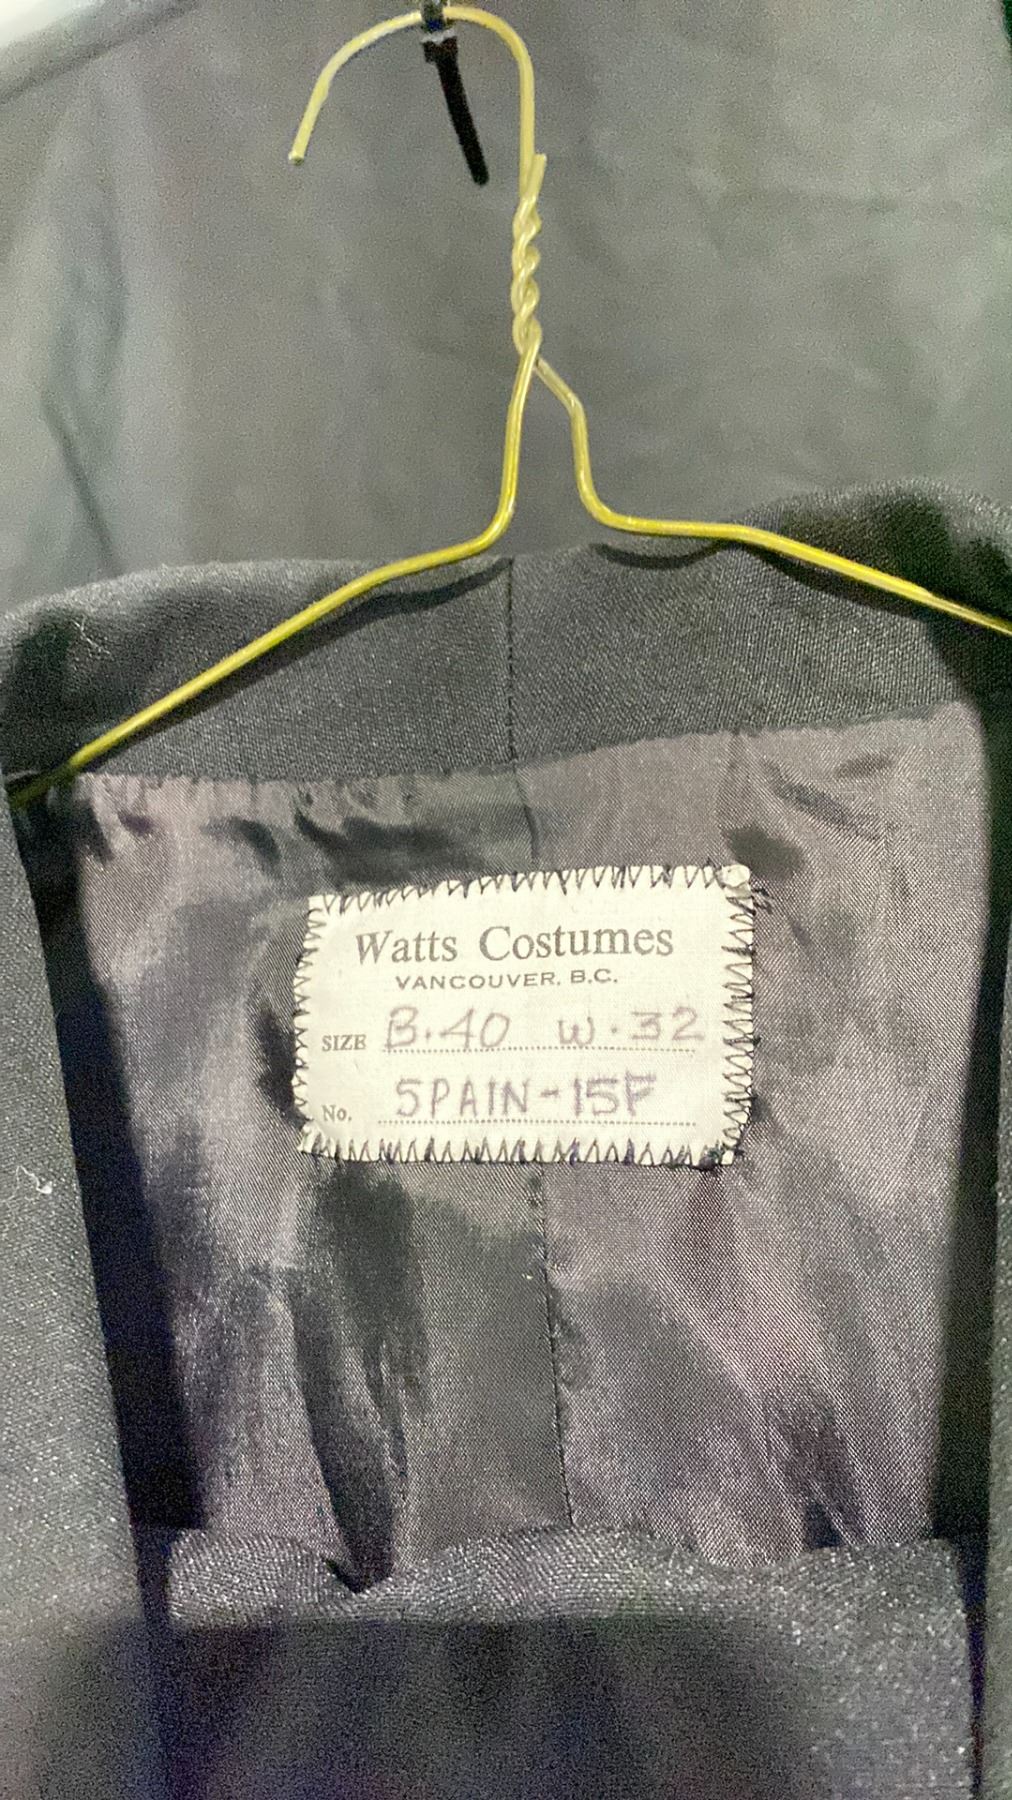 Watts Costumes
VANCOUVER, B.C.
SIZE B.40 W.32
No. SPAIN-15F